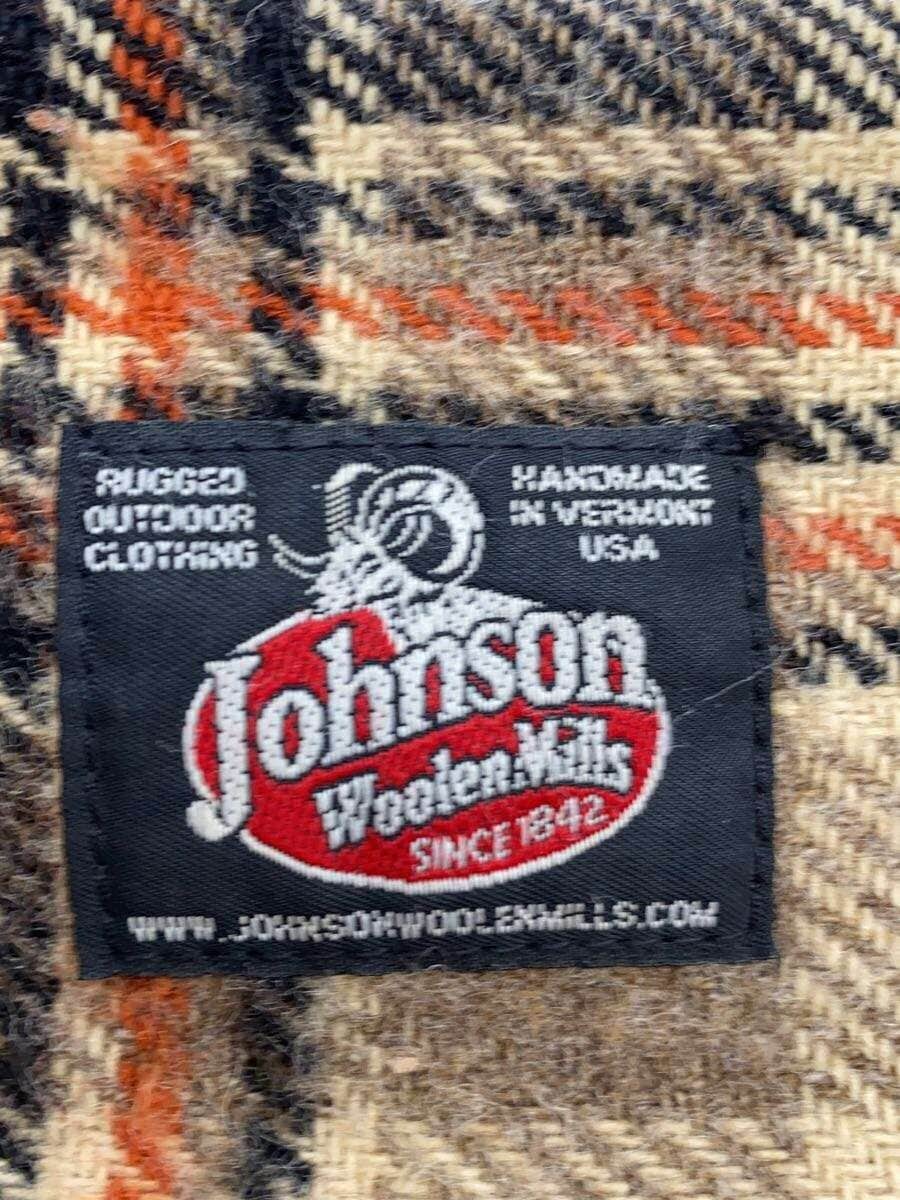 RUGGED
OUTDOOR
CLOTHING
HANDMADE
IN VERMONT
USA
Johnson
Woolen Mills
SINCE 1842
WWW.JOHNSONWOOLENMILLS.COM